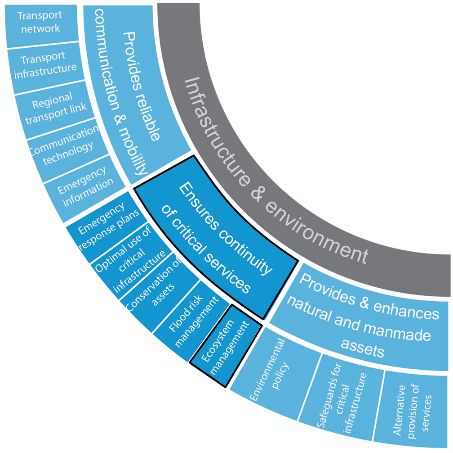 Infrastructure & environment
Provides reliable
communication & mobility
Transport
network
Transport
infrastructure
Regional
transport link
Communication
technology
Emergency
information
Ensures continuity
of critical services
Emergency
response plans
Optimal use of
critical
infrastructure
Conservation of
assets
Flood risk
management
Ecosystem
management
Provides & enhances
natural and manmade
assets
Environmental
policy
Safeguards for
critical
infrastructure
Alternative
provision of
services